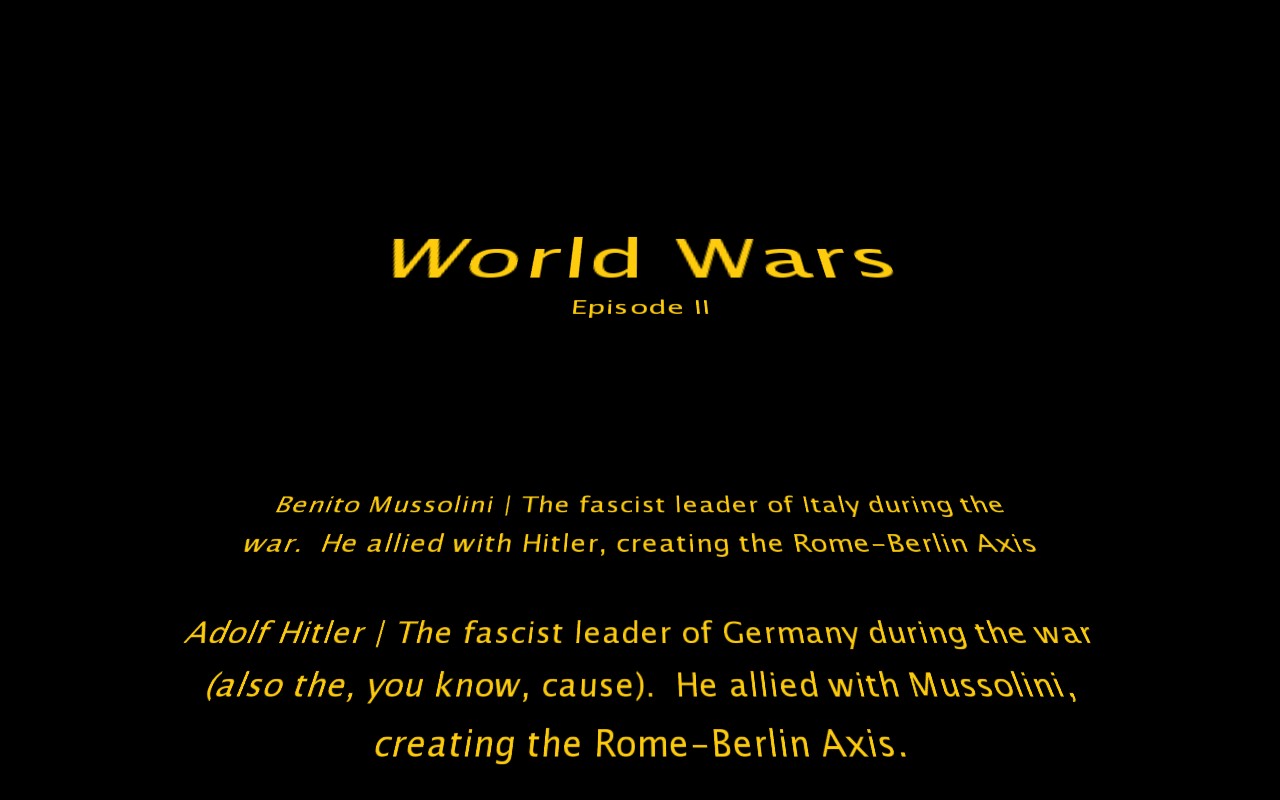 World Wars
Episode II
Benito Mussolini | The fascist leader of Italy during the
war.  He allied with Hitler, creating the Rome-Berlin Axis
Adolf Hitler | The fascist leader of Germany during the war
(also the, you know, cause).  He allied with Mussolini,
creating the Rome-Berlin Axis.